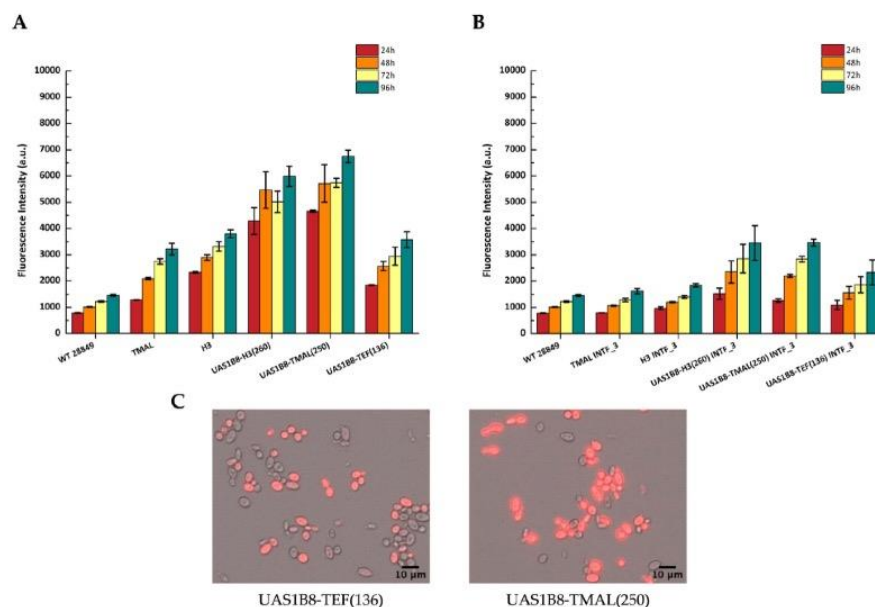 A
24h
48h
72h
96h
10000
9000
8000
7000
6000
5000
4000
3000
2000
1000
0
Fluorescence Intensity (a.u.)
WT 28849
TMAL
H3
UAS1B8-H3(260)
UAS1B8-TMAL(250)
UAS1B8-TEF(136)
B
24h
48h
72h
96h
10000
9000
8000
7000
6000
5000
4000
3000
2000
1000
0
Fluorescence Intensity (a.u.)
WT 28849
TMAL INTF_3
H3 INTF_3
UAS1B8-H3(260) INTF_3
UAS1B8-TMAL(250) INTF_3
UAS1B8-TEF(136) INTF_3
C
10 µm
10 µm
UAS1B8-TEF(136)
UAS1B8-TMAL(250)